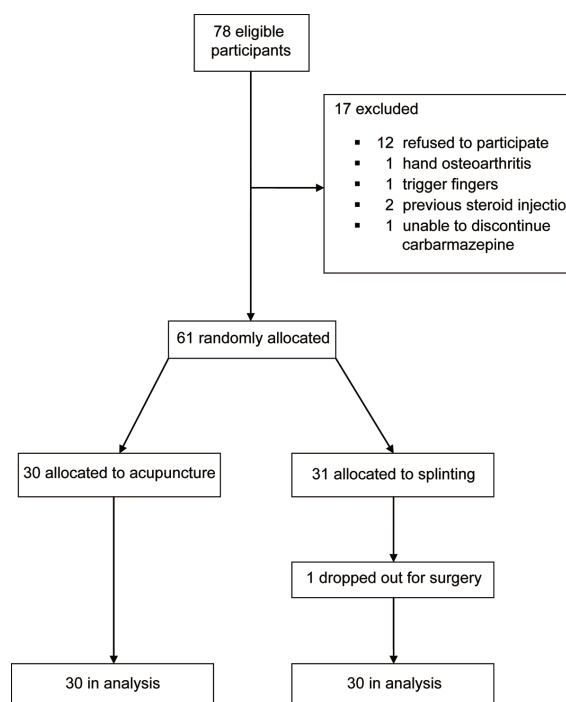 78 eligible
participants
17 excluded
▪ 12 refused to participate
▪ 1 hand osteoarthritis
▪ 1 trigger fingers
▪ 2 previous steroid injectio
▪ 1 unable to discontinue
carbarmazepine
61 randomly allocated
30 allocated to acupuncture
31 allocated to splinting
1 dropped out for surgery
30 in analysis
30 in analysis